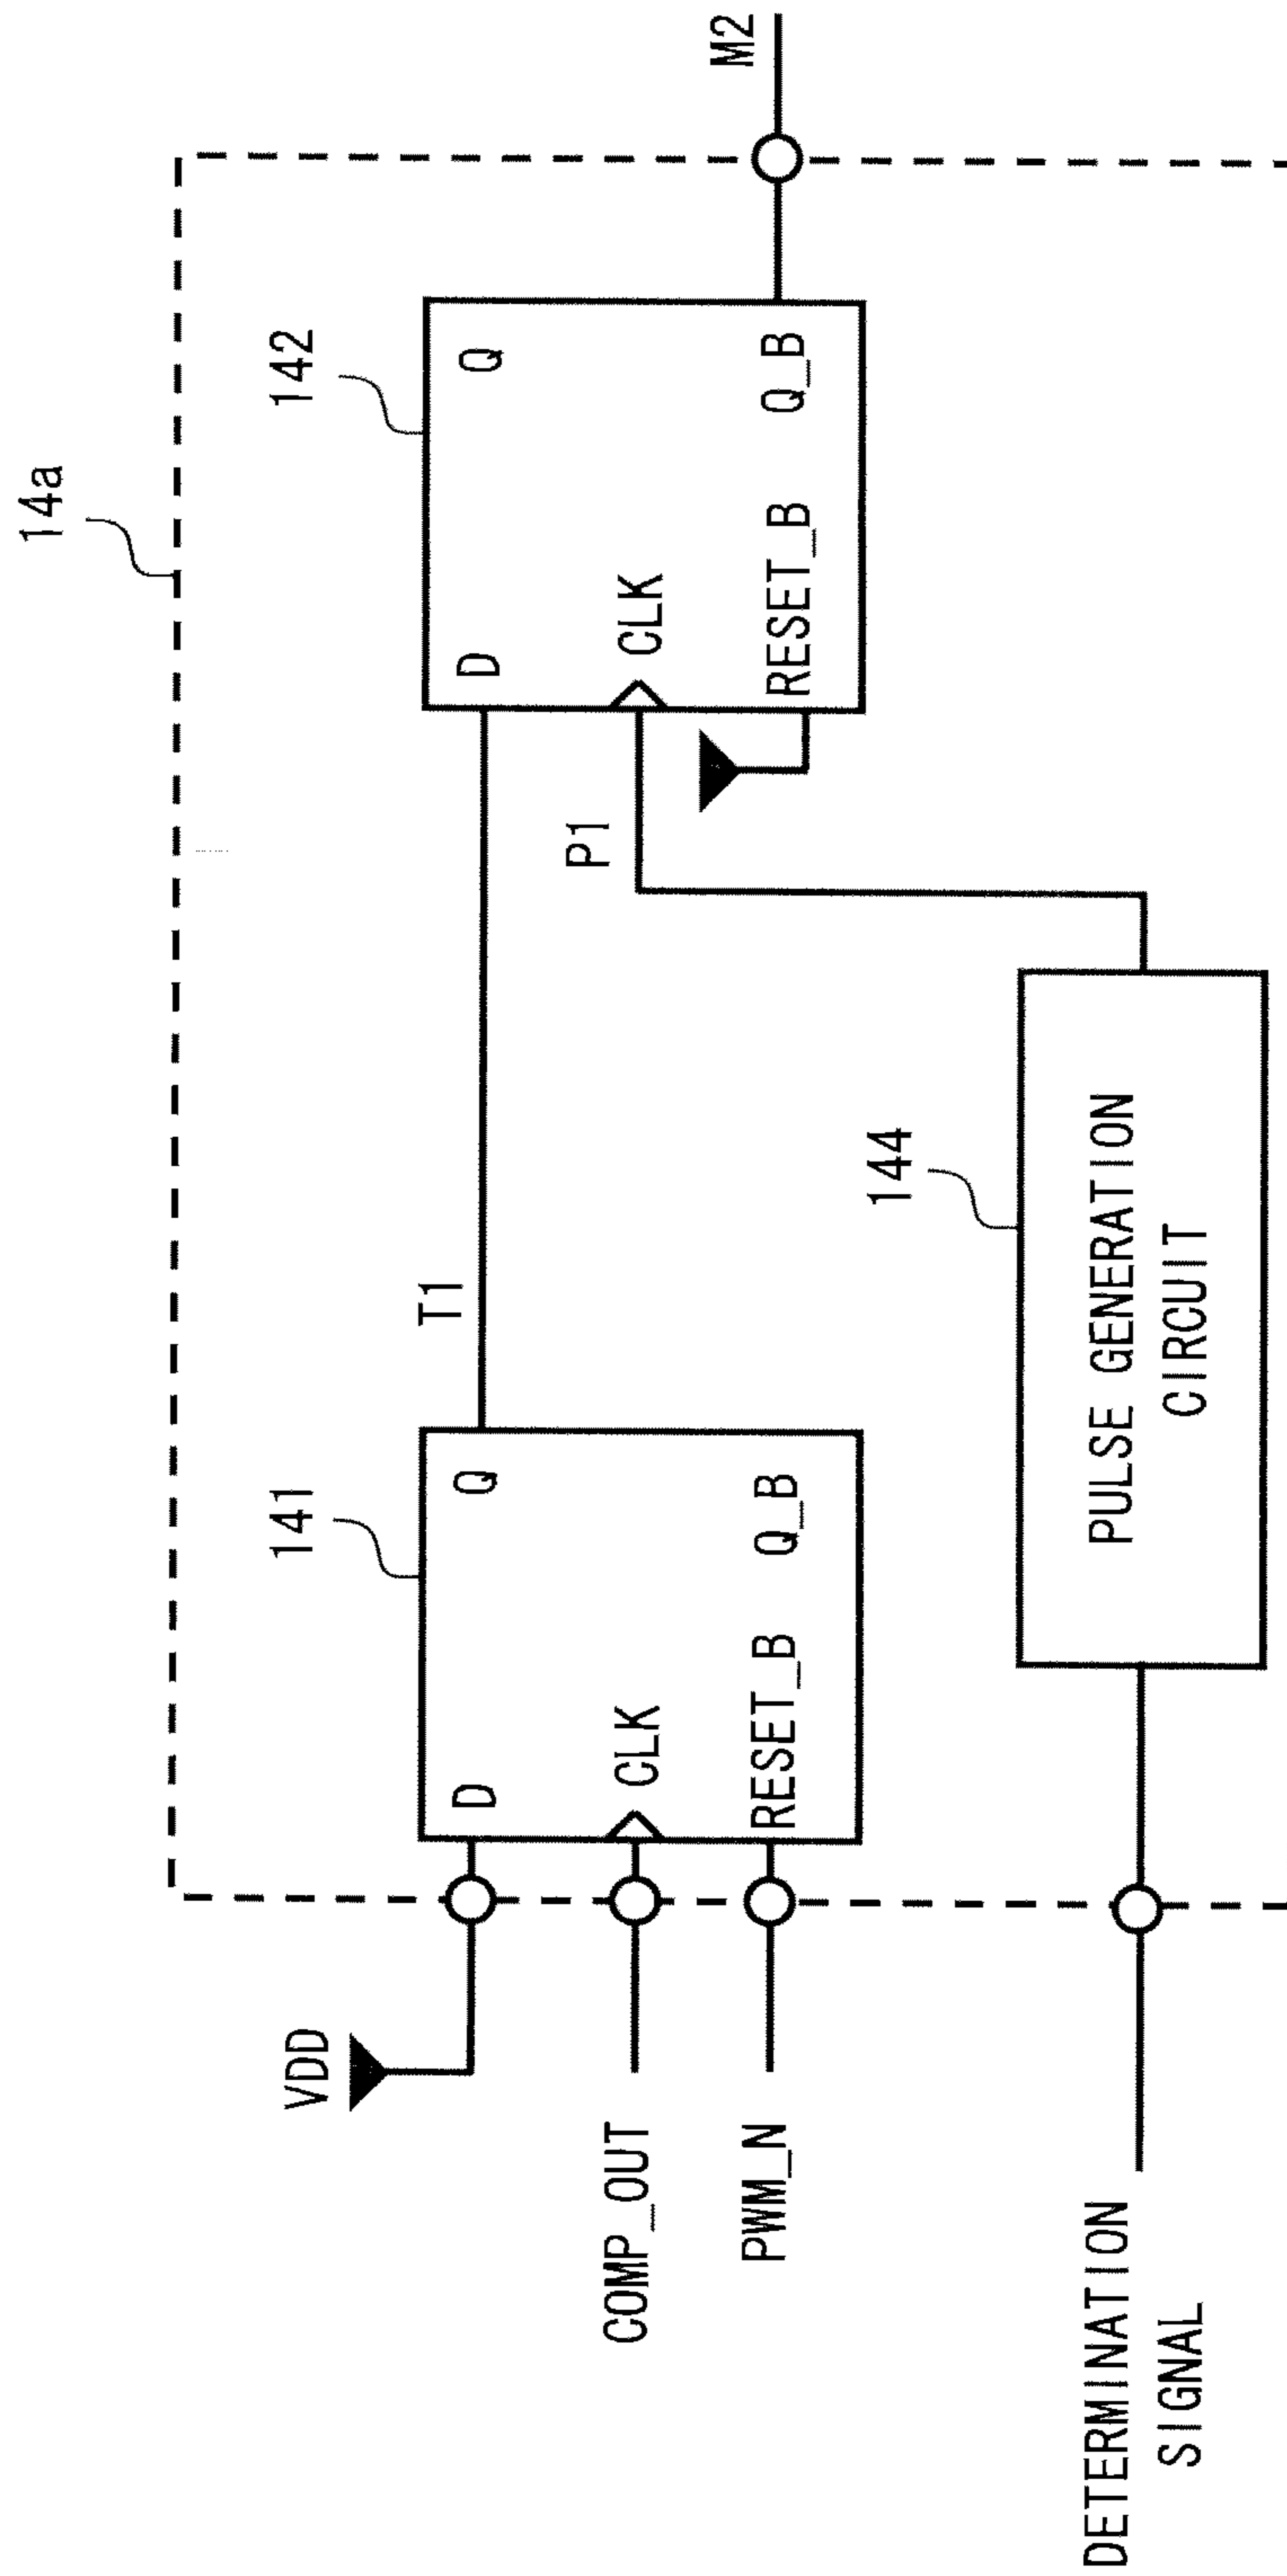 14a
141
142
VDD
D
Q
T1
D
Q
COMP_OUT
CLK
P1
CLK
PWM_N
RESET_B
Q_B
RESET_B
Q_B
M2
144
DETERMINATION
SIGNAL
PULSE GENERATION
CIRCUIT